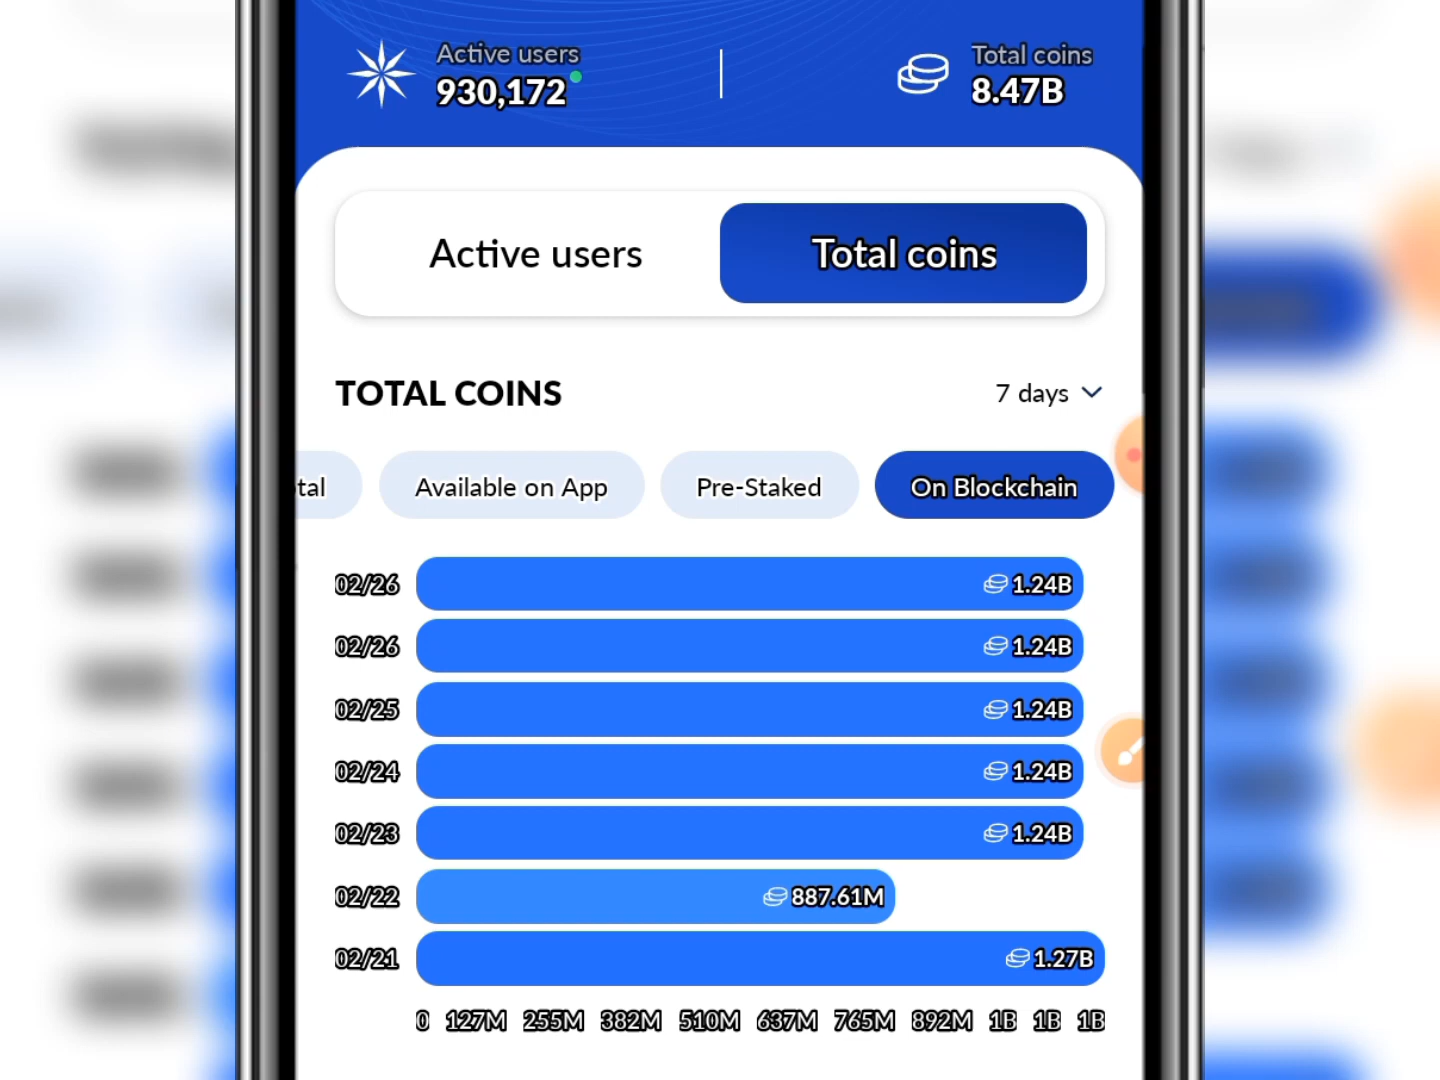 Active users
930,172
Total coins
8.47B
Active users
Total coins
TOTAL COINS
7 days
tal
Available on App
Pre-Staked
On Blockchain
02/26
1.24B
02/26
1.24B
02/25
1.24B
02/24
1.24B
02/23
1.24B
02/22
887.61M
02/21
1.27B
0 127M 255M 382M 510M 637M 765M 892M 1B 1B 1B